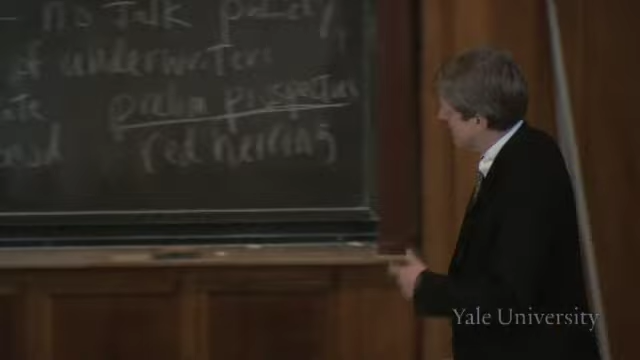 - no talk policy,
of underwriters
prelim prospectus
red herring
Yale University